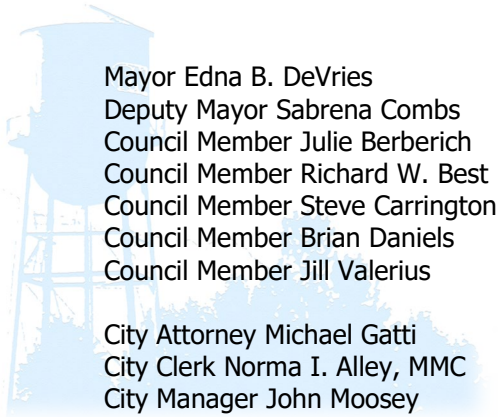 Mayor Edna B. DeVries
Deputy Mayor Sabrena Combs
Council Member Julie Berberich
Council Member Richard W. Best
Council Member Steve Carrington
Council Member Brian Daniels
Council Member Jill Valerius
City Attorney Michael Gatti
City Clerk Norma I. Alley, MMC
City Manager John Moosey